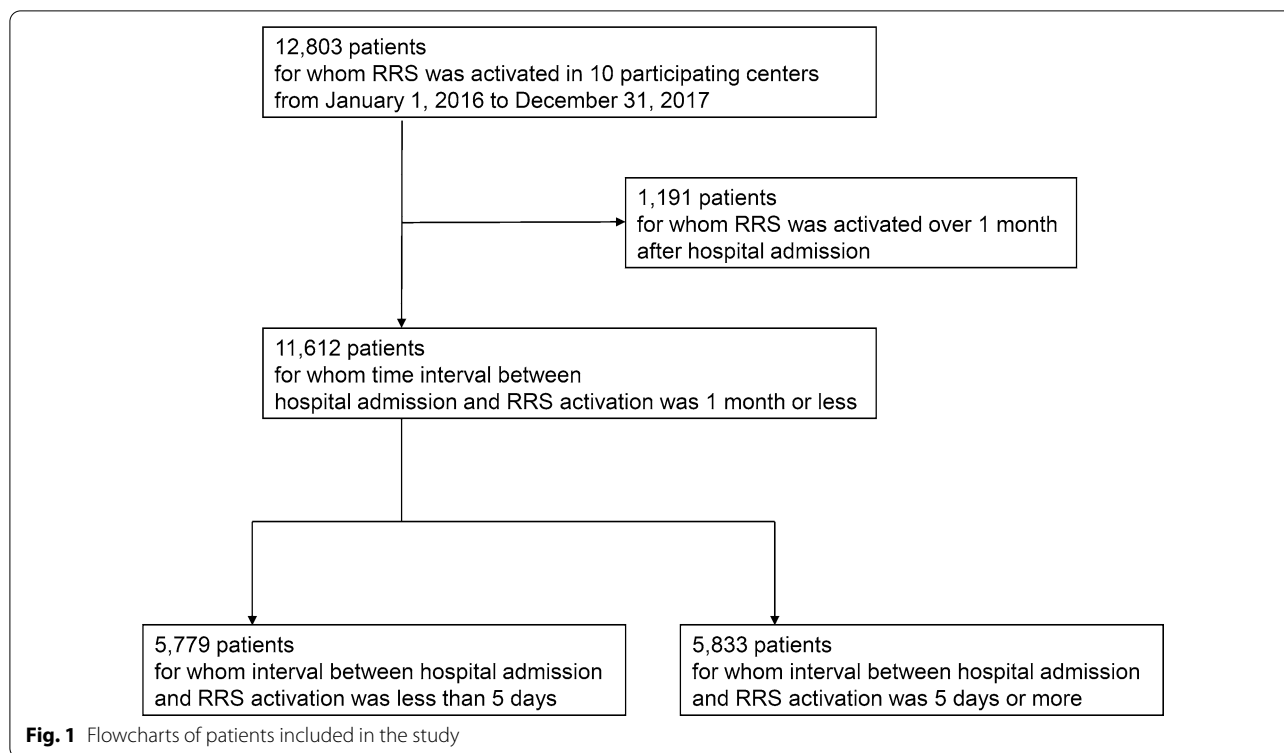 12,803 patients
for whom RRS was activated in 10 participating centers
from January 1, 2016 to December 31, 2017
1,191 patients
for whom RRS was activated over 1 month
after hospital admission
11,612 patients
for whom time interval between
hospital admission and RRS activation was 1 month or less
5,779 patients
for whom interval between hospital admission
and RRS activation was less than 5 days
5,833 patients
for whom interval between hospital admission
and RRS activation was 5 days or more
Fig. 1 Flowcharts of patients included in the study